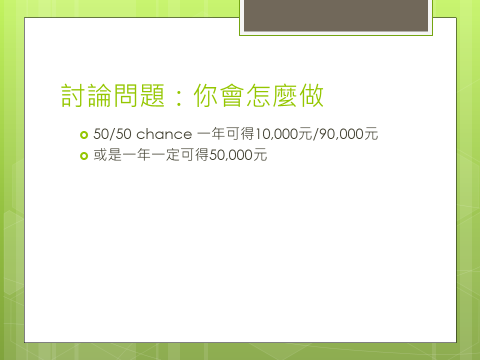 討論問題：你會怎麼做
50/50 chance 一年可得10,000元/90,000元
或是一年一定可得50,000元